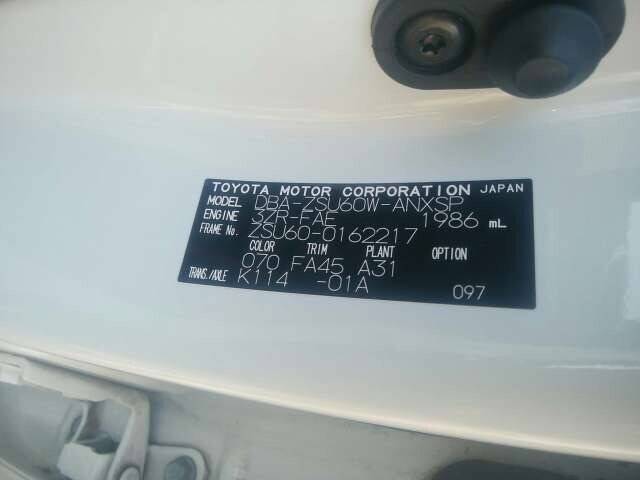 TOYOTA MOTOR CORPORATION JAPAN
MODEL DBA-ZSU60W-ANXSP
ENGINE 3ZR-FAE 1986 mL
FRAME No. ZSU60-0162217
COLOR TRIM PLANT OPTION
070 FA45 A31
TRANS./AXLE K114 -01A
097